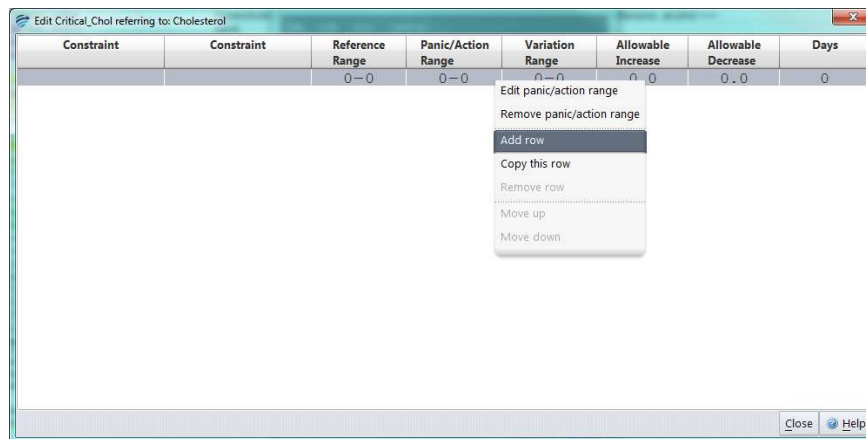 Edit Critical_Chol referring to: Cholesterol
Constraint Constraint Reference Range Panic/Action Range Variation Range Allowable Increase Allowable Decrease Days
0-0 0-0 0-0 0.0 0.0 0
Edit panic/action range
Remove panic/action range
Add row
Copy this row
Remove row
Move up
Move down
Close Help